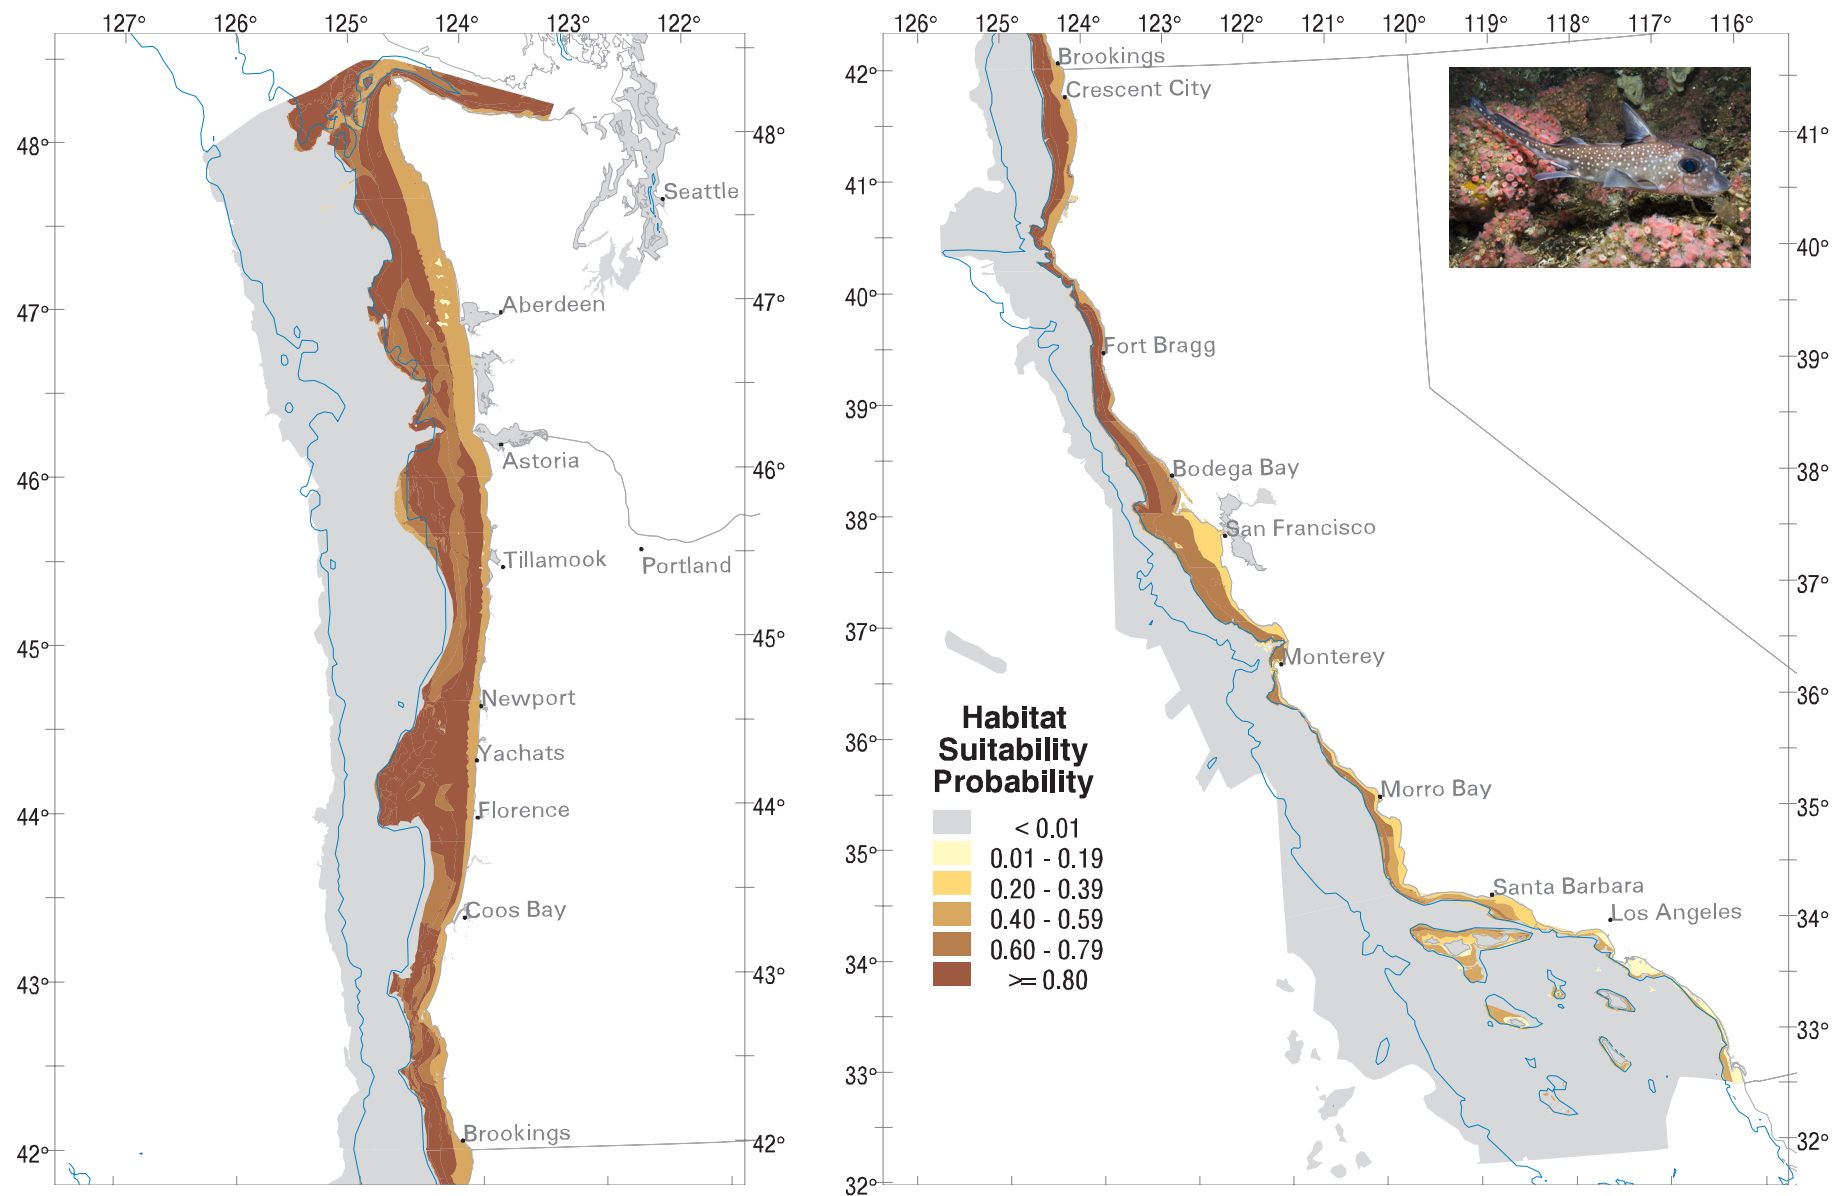 127° 125° 124° 123° 122°
48°
47°
46°
45°
44°
43°
42°
48°
47°
46°
45°
44°
43°
42°
Seattle
Aberdeen
Astoria
Tillamook
Portland
Newport
Yachats
Florence
Coos Bay
Brookings
126° 125° 124° 123° 122° 121° 120° 119° 118° 117° 116°
42°
41°
40°
39°
38°
37°
36°
35°
34°
33°
32°
41°
40°
39°
38°
37°
36°
35°
34°
33°
32°
Brookings
Crescent City
Fort Bragg
Bodega Bay
San Francisco
Monterey
Morro Bay
Santa Barbara
Los Angeles
Habitat
Suitability
Probability
< 0.01
0.01 - 0.19
0.20 - 0.39
0.40 - 0.59
0.60 - 0.79
>= 0.80